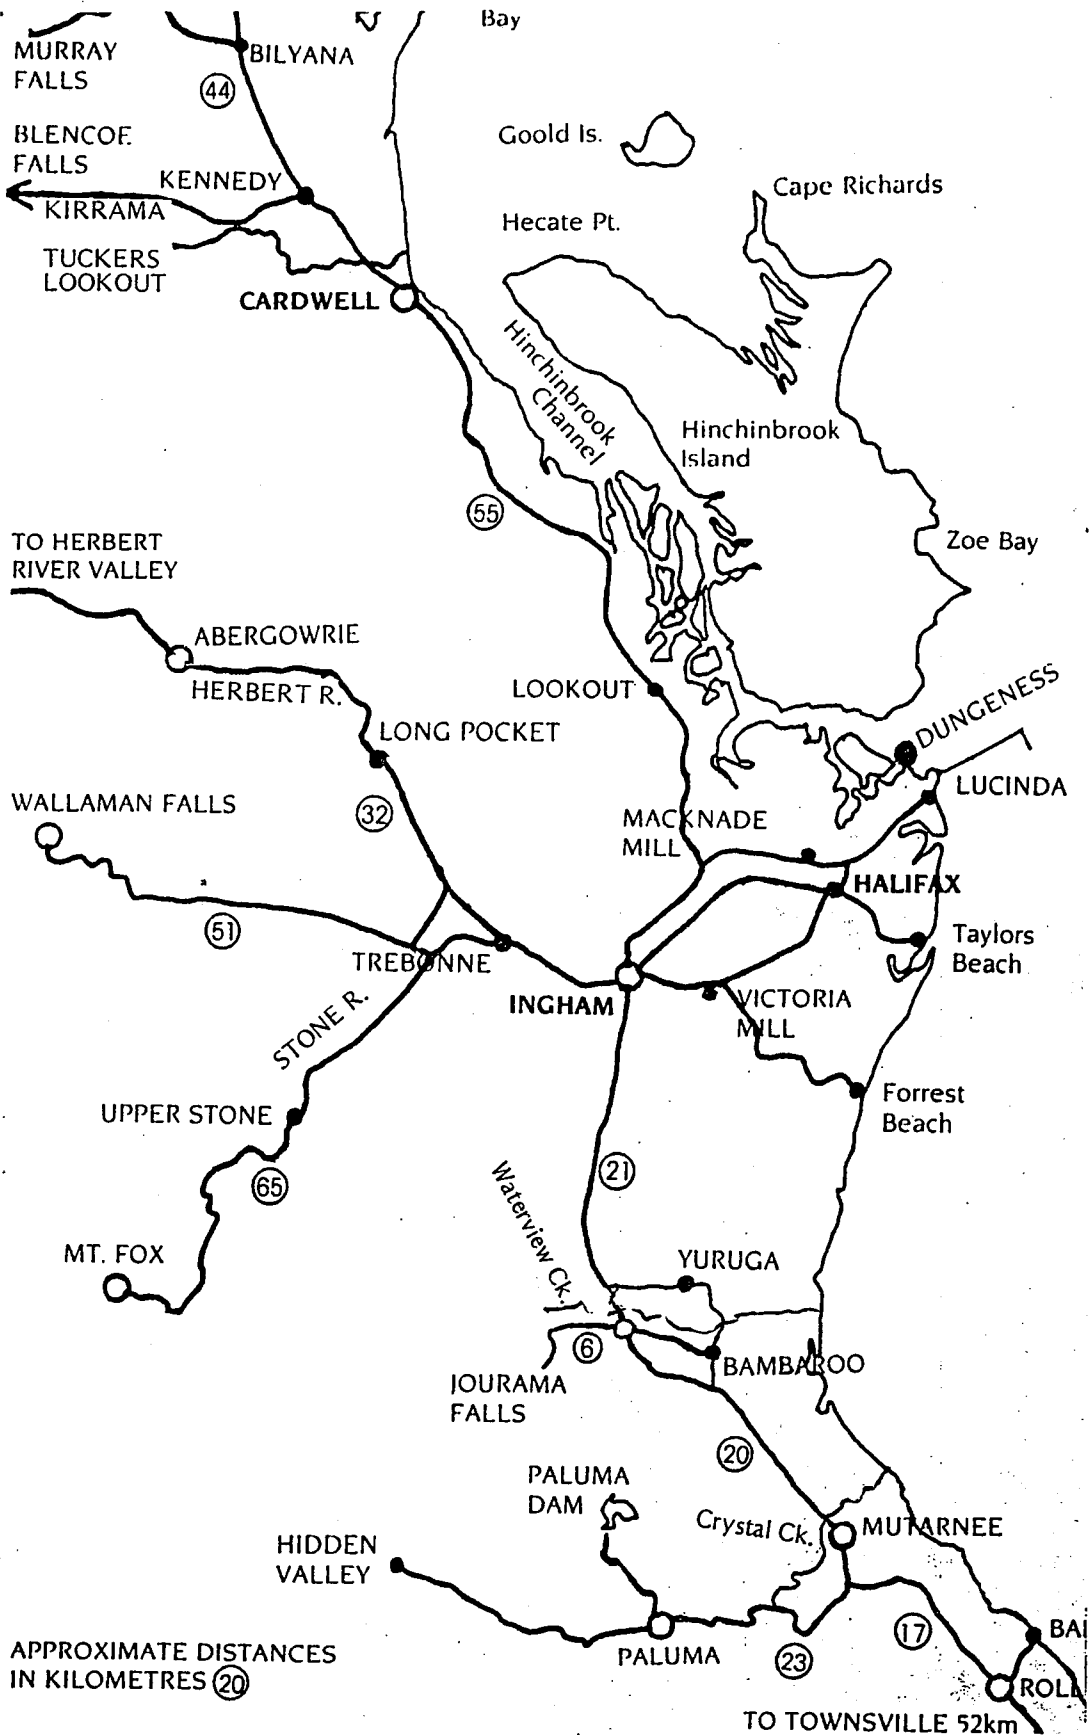 Bay
MURRAY
FALLS
BILYANA
44
BLENCOE
FALLS
Goold Is.
KENNEDY
Cape Richards
KIRRAMA
Hecate Pt.
TUCKERS
LOOKOUT
CARDWELL
Hinchinbrook
Channel
Hinchinbrook
Island
55
TO HERBERT
RIVER VALLEY
Zoe Bay
ABERGOWRIE
HERBERT R.
LOOKOUT
DUNGENESS
LONG POCKET
LUCINDA
WALLAMAN FALLS
32
MACKNADE
MILL
HALIFAX
51
TREBONNE
Taylors
Beach
INGHAM
VICTORIA
MILL
STONE R.
UPPER STONE
Forrest
Beach
65
21
Waterview Ck.
MT. FOX
YURUGA
6
BAMBAROO
JOURAMA
FALLS
20
PALUMA
DAM
Crystal Ck.
MUTARNEE
HIDDEN
VALLEY
17
BAL
APPROXIMATE DISTANCES
IN KILOMETRES 20
PALUMA
23
ROLL
TO TOWNSVILLE 52km